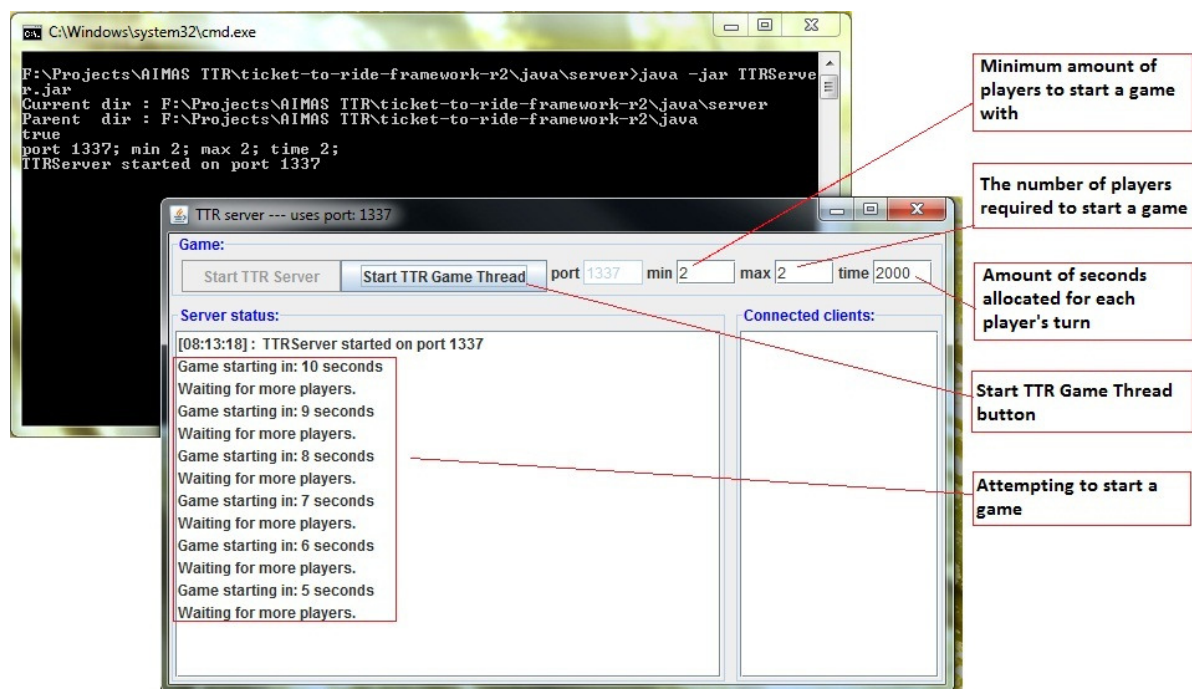 C:\Windows\system32\cmd.exe
F:\Projects\AIMAS TTR\ticket-to-ride-framework-r2\java\server>java -jar TTRServe
r.jar
Current dir : F:\Projects\AIMAS TTR\ticket-to-ride-framework-r2\java\server
Parent  dir : F:\Projects\AIMAS TTR\ticket-to-ride-framework-r2\java
true
port 1337; min 2; max 2; time 2;
TTRServer started on port 1337
TTR server --- uses port: 1337
Game:
Start TTR Server Start TTR Game Thread port 1337 min 2 max 2 time 2000
Server status: Connected clients:
[08:13:18] : TTRServer started on port 1337
Game starting in: 10 seconds
Waiting for more players.
Game starting in: 9 seconds
Waiting for more players.
Game starting in: 8 seconds
Waiting for more players.
Game starting in: 7 seconds
Waiting for more players.
Game starting in: 6 seconds
Waiting for more players.
Game starting in: 5 seconds
Waiting for more players.
Minimum amount of
players to start a game
with
The number of players
required to start a game
Amount of seconds
allocated for each
player's turn
Start TTR Game Thread
button
Attempting to start a
game